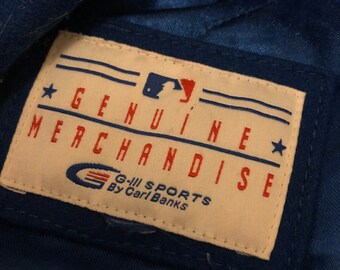 GENUINE
MERCHANDISE
G-III SPORTS
By Carl Banks